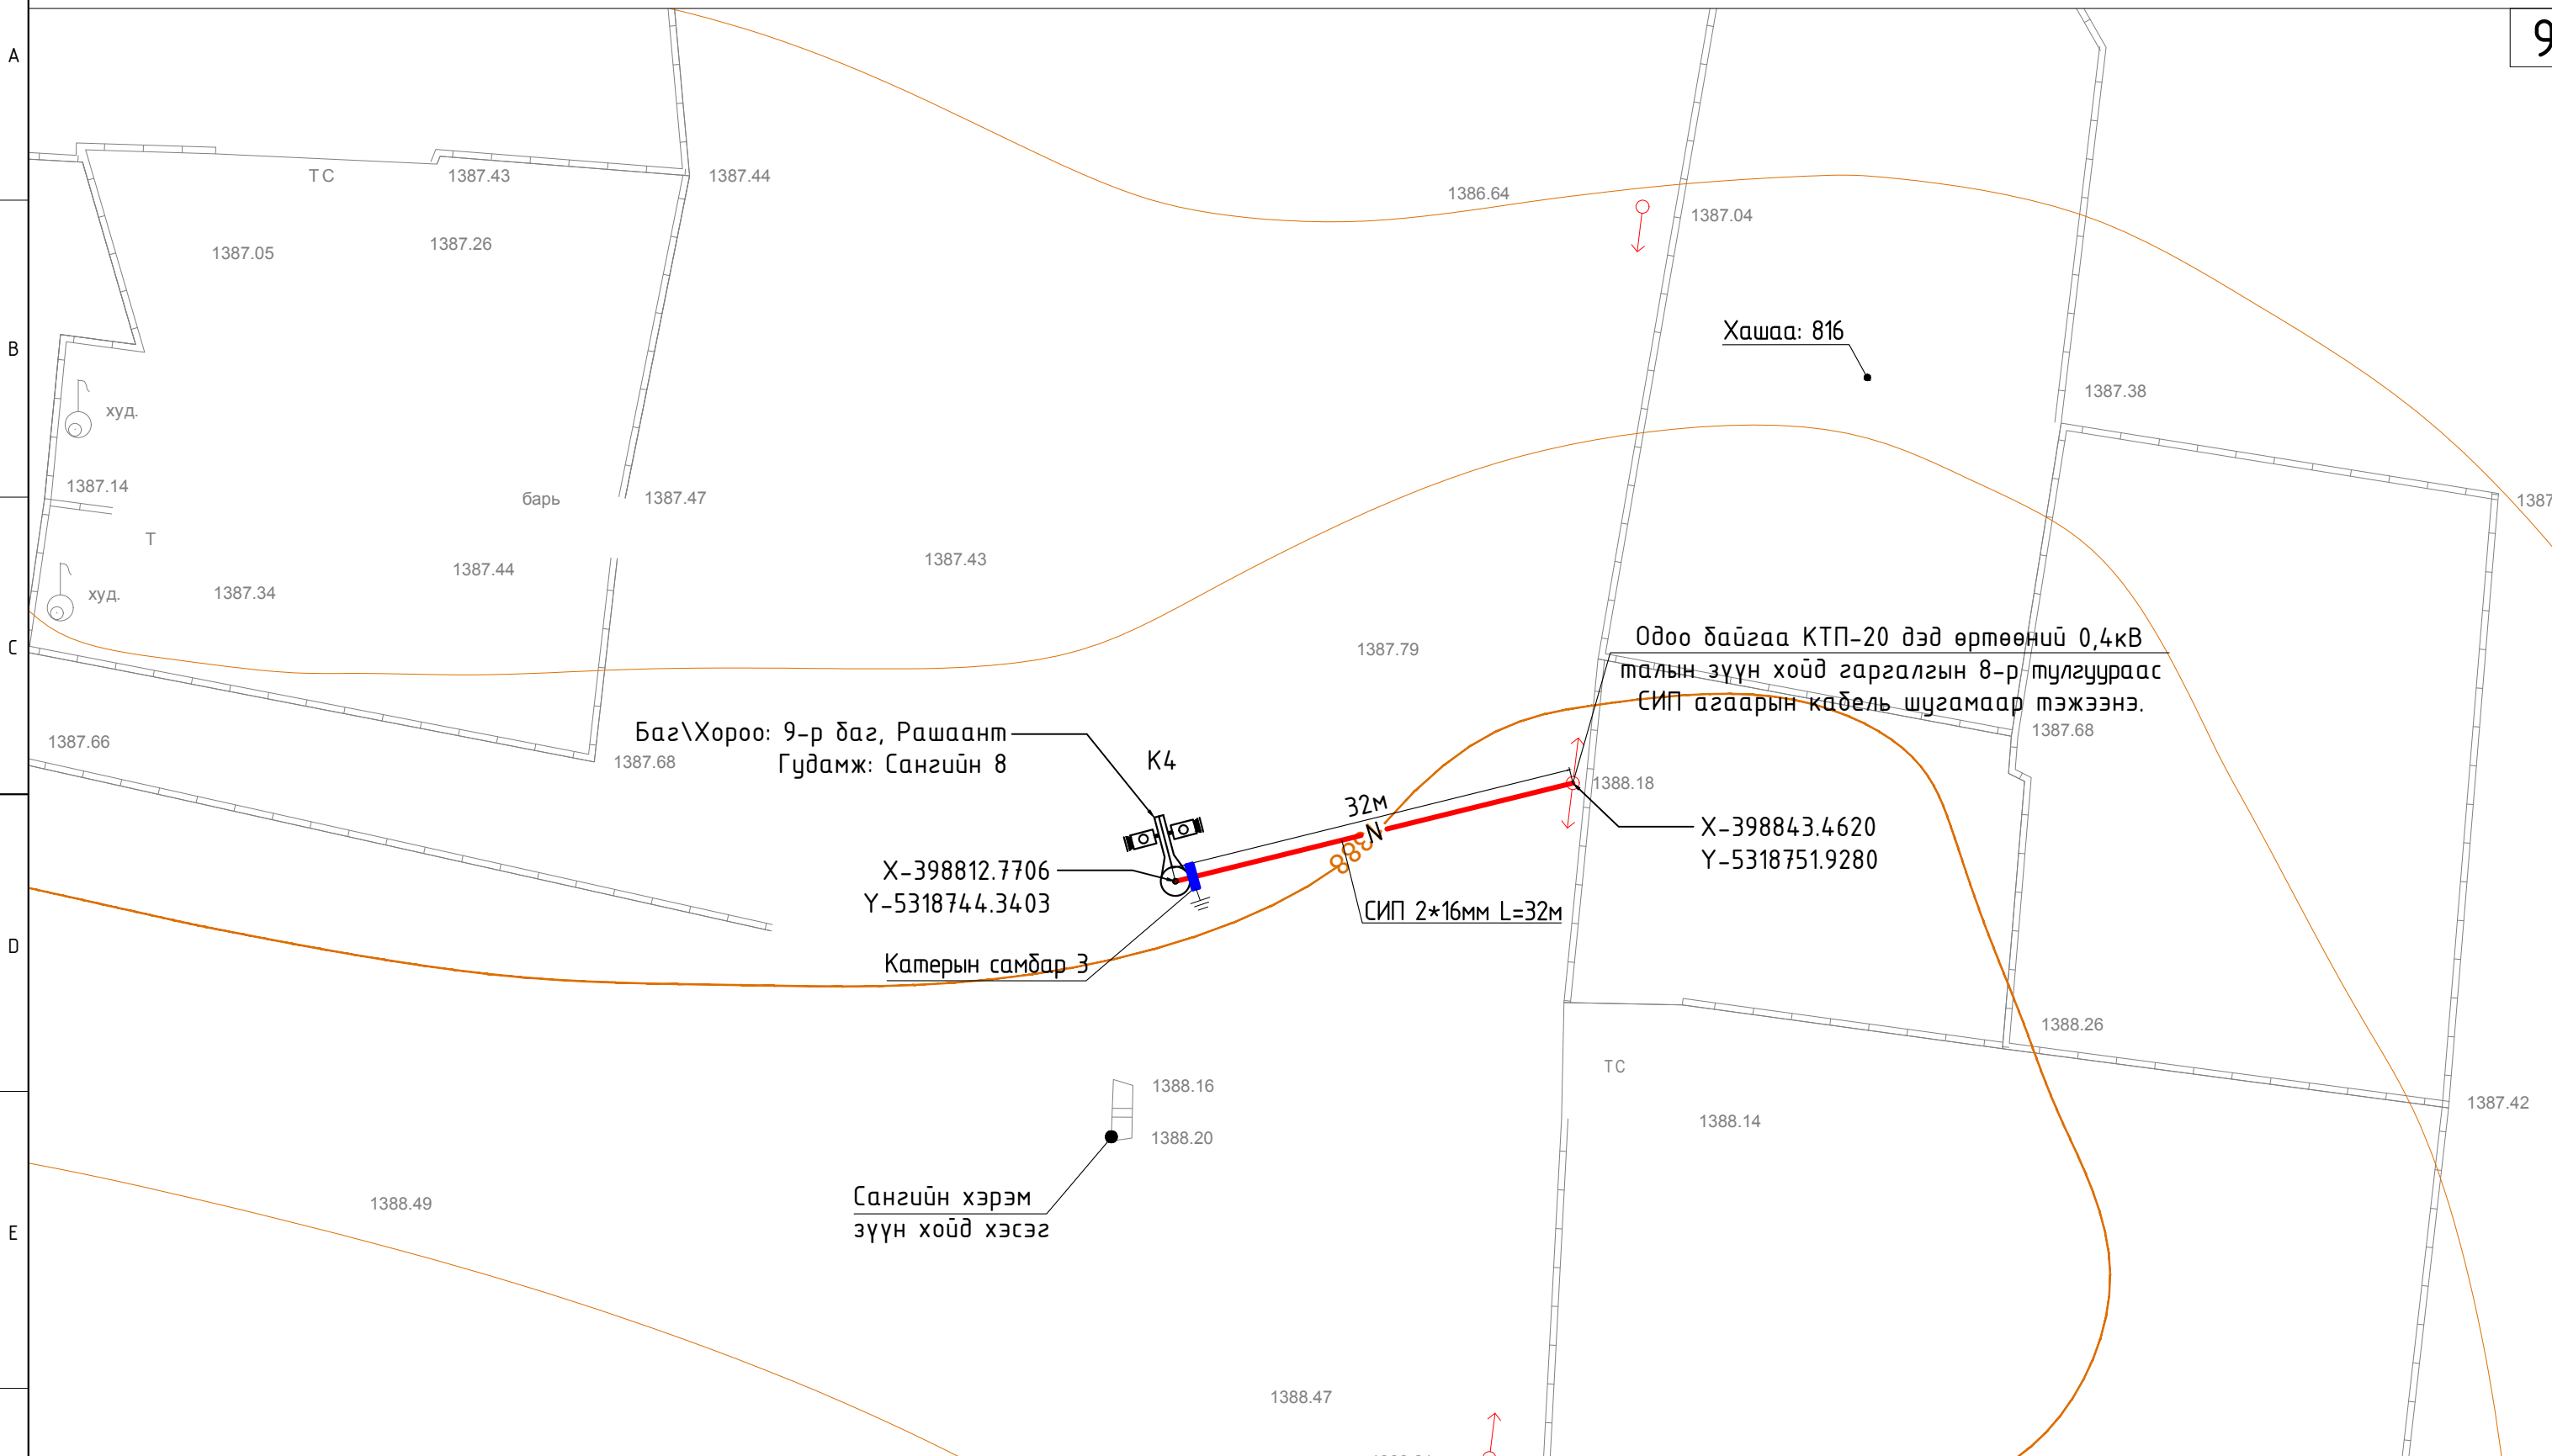 9
A
B
C
D
E
ТС
1387.43
1387.44
1386.64
1387.04
1387.05
1387.26
Хашаа: 816
1387.38
худ.
1387.14
барь
1387.47
Т
1387.43
1387.44
1387.34
худ.
Одоо байгаа КТП-20 дэд өртөөний 0,4кВ
талын зүүн хойд гаргалгын 8-р тулгуураас
СИП агаарын кабель шугамаар тэжээнэ.
1387.79
1387.68
Баг\Хороо: 9-р баг, Рашаант
Гудамж: Сангийн 8
К4
1387.66
1387.68
1388.18
32м
N
X-398843.4620
Y-5318751.9280
X-398812.7706
Y-5318744.3403
СИП 2*16мм L=32м
Катерын самбар 3
1388.26
ТС
1388.16
1388.20
1388.14
1387.42
Сангийн хэрэм
зүүн хойд хэсэг
1388.49
1388.47